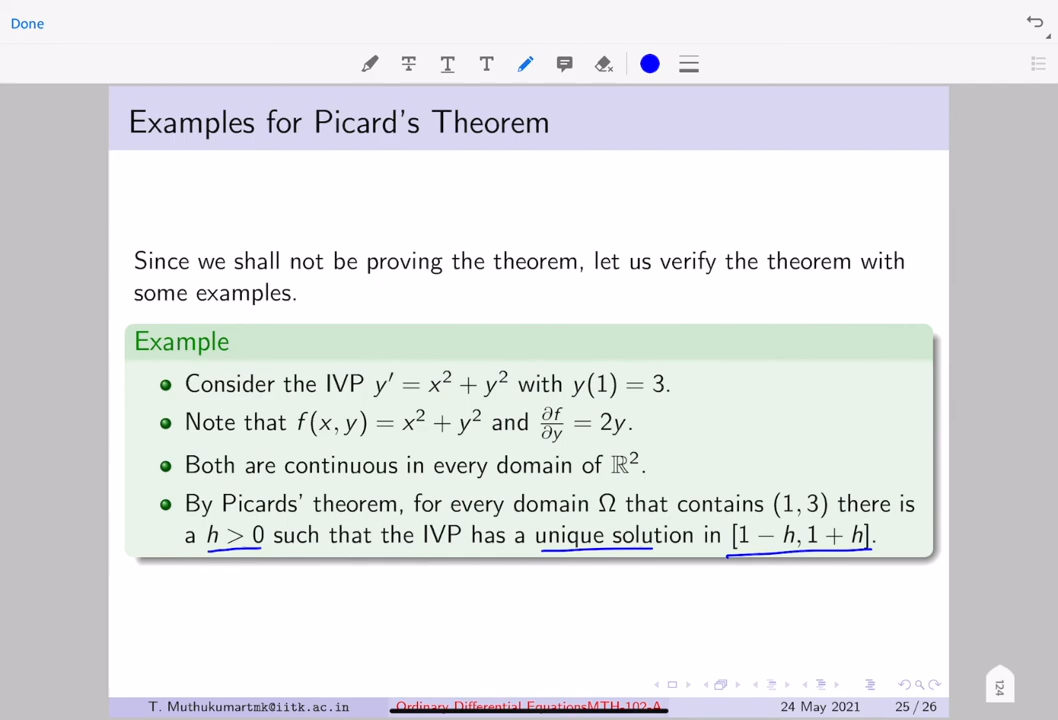 Done
Examples for Picard's Theorem
Since we shall not be proving the theorem, let us verify the theorem with
some examples.
Example
Consider the IVP y′ = x² + y² with y(1) = 3.
Note that f(x, y) = x² + y² and ∂f/∂y = 2y.
Both are continuous in every domain of ℝ².
By Picards' theorem, for every domain Ω that contains (1, 3) there is
a h > 0 such that the IVP has a unique solution in [1 − h, 1 + h].
T. Muthukumartmk@iitk.ac.in Ordinary Differential EquationsMTH-102-A 24 May 2021 25 / 26
124